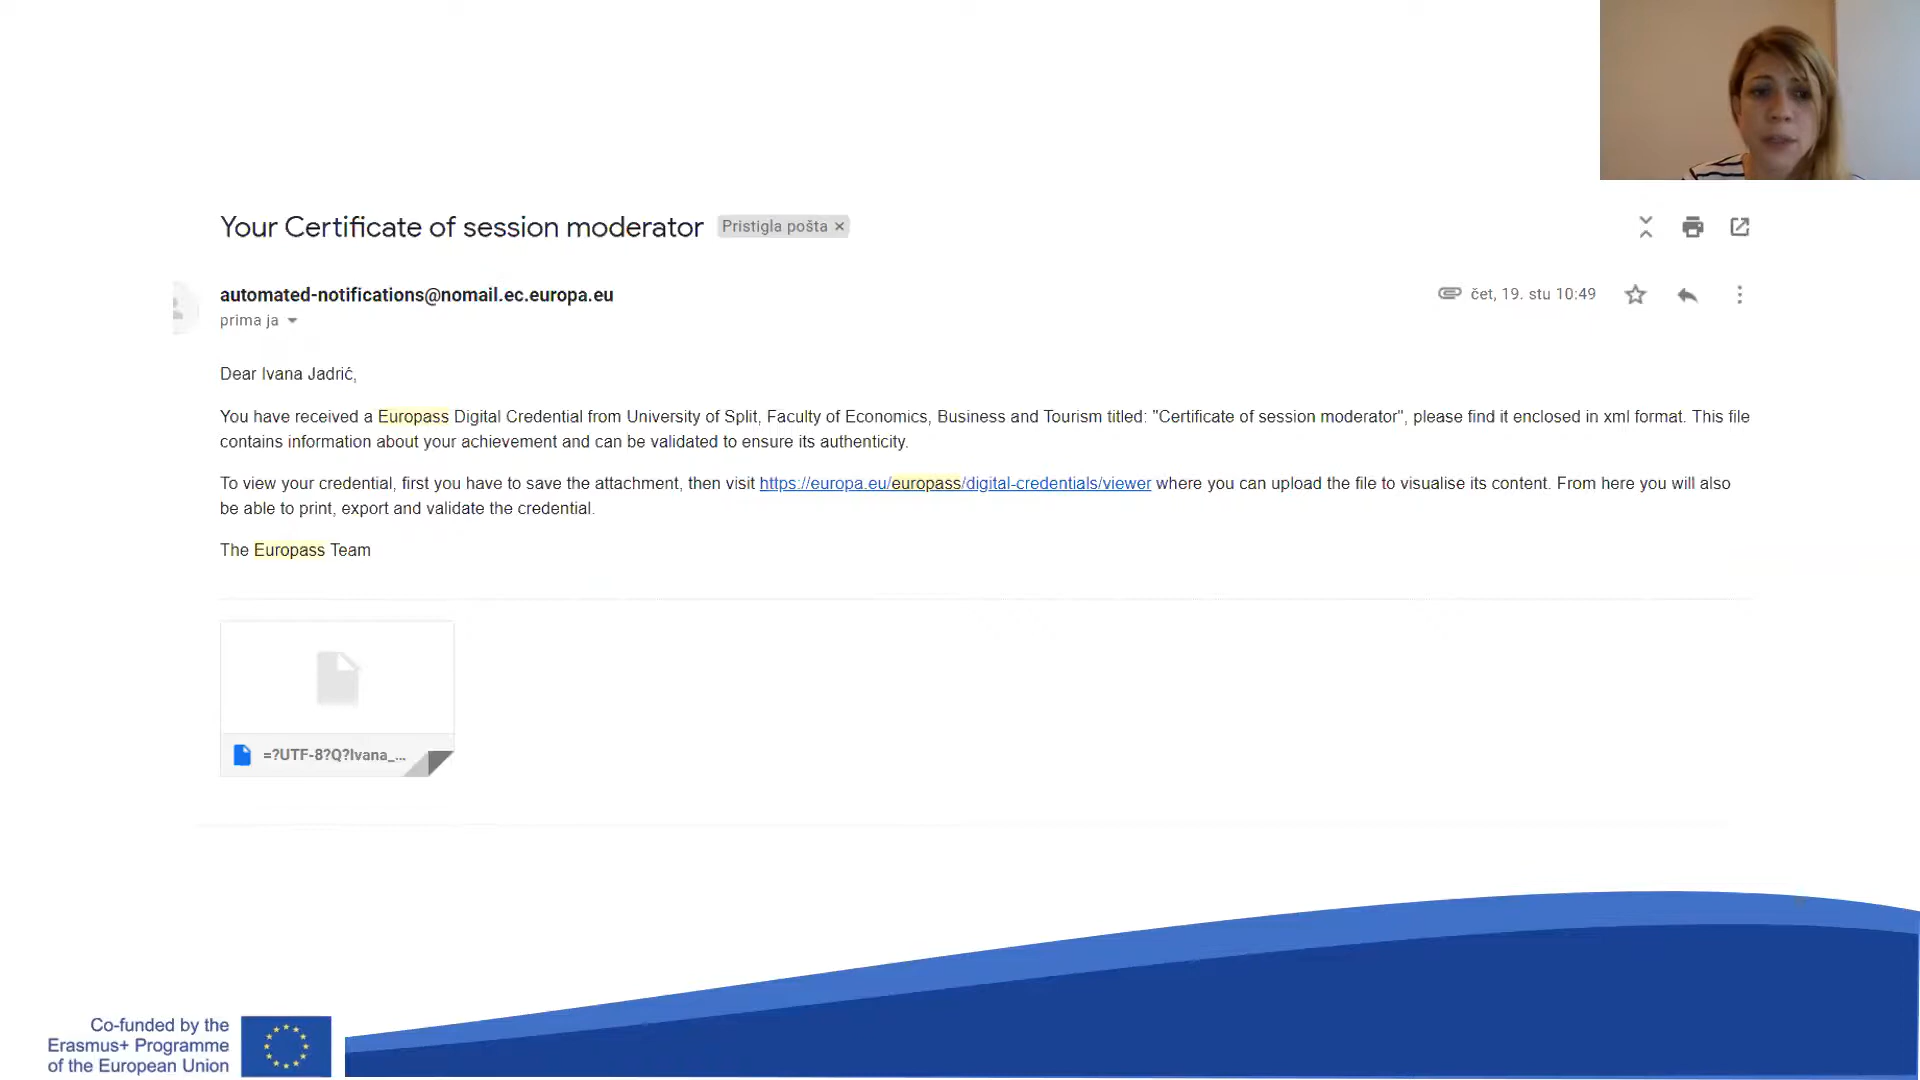 Your Certificate of session moderator Pristigla pošta ×
automated-notifications@nomail.ec.europa.eu
čet, 19. stu 10:49
prima ja
Dear Ivana Jadrić,
You have received a Europass Digital Credential from University of Split, Faculty of Economics, Business and Tourism titled: "Certificate of session moderator", please find it enclosed in xml format. This file
contains information about your achievement and can be validated to ensure its authenticity.
To view your credential, first you have to save the attachment, then visit https://europa.eu/europass/digital-credentials/viewer where you can upload the file to visualise its content. From here you will also
be able to print, export and validate the credential.
The Europass Team
=?UTF-8?Q?Ivana_...
Co-funded by the
Erasmus+ Programme
of the European Union